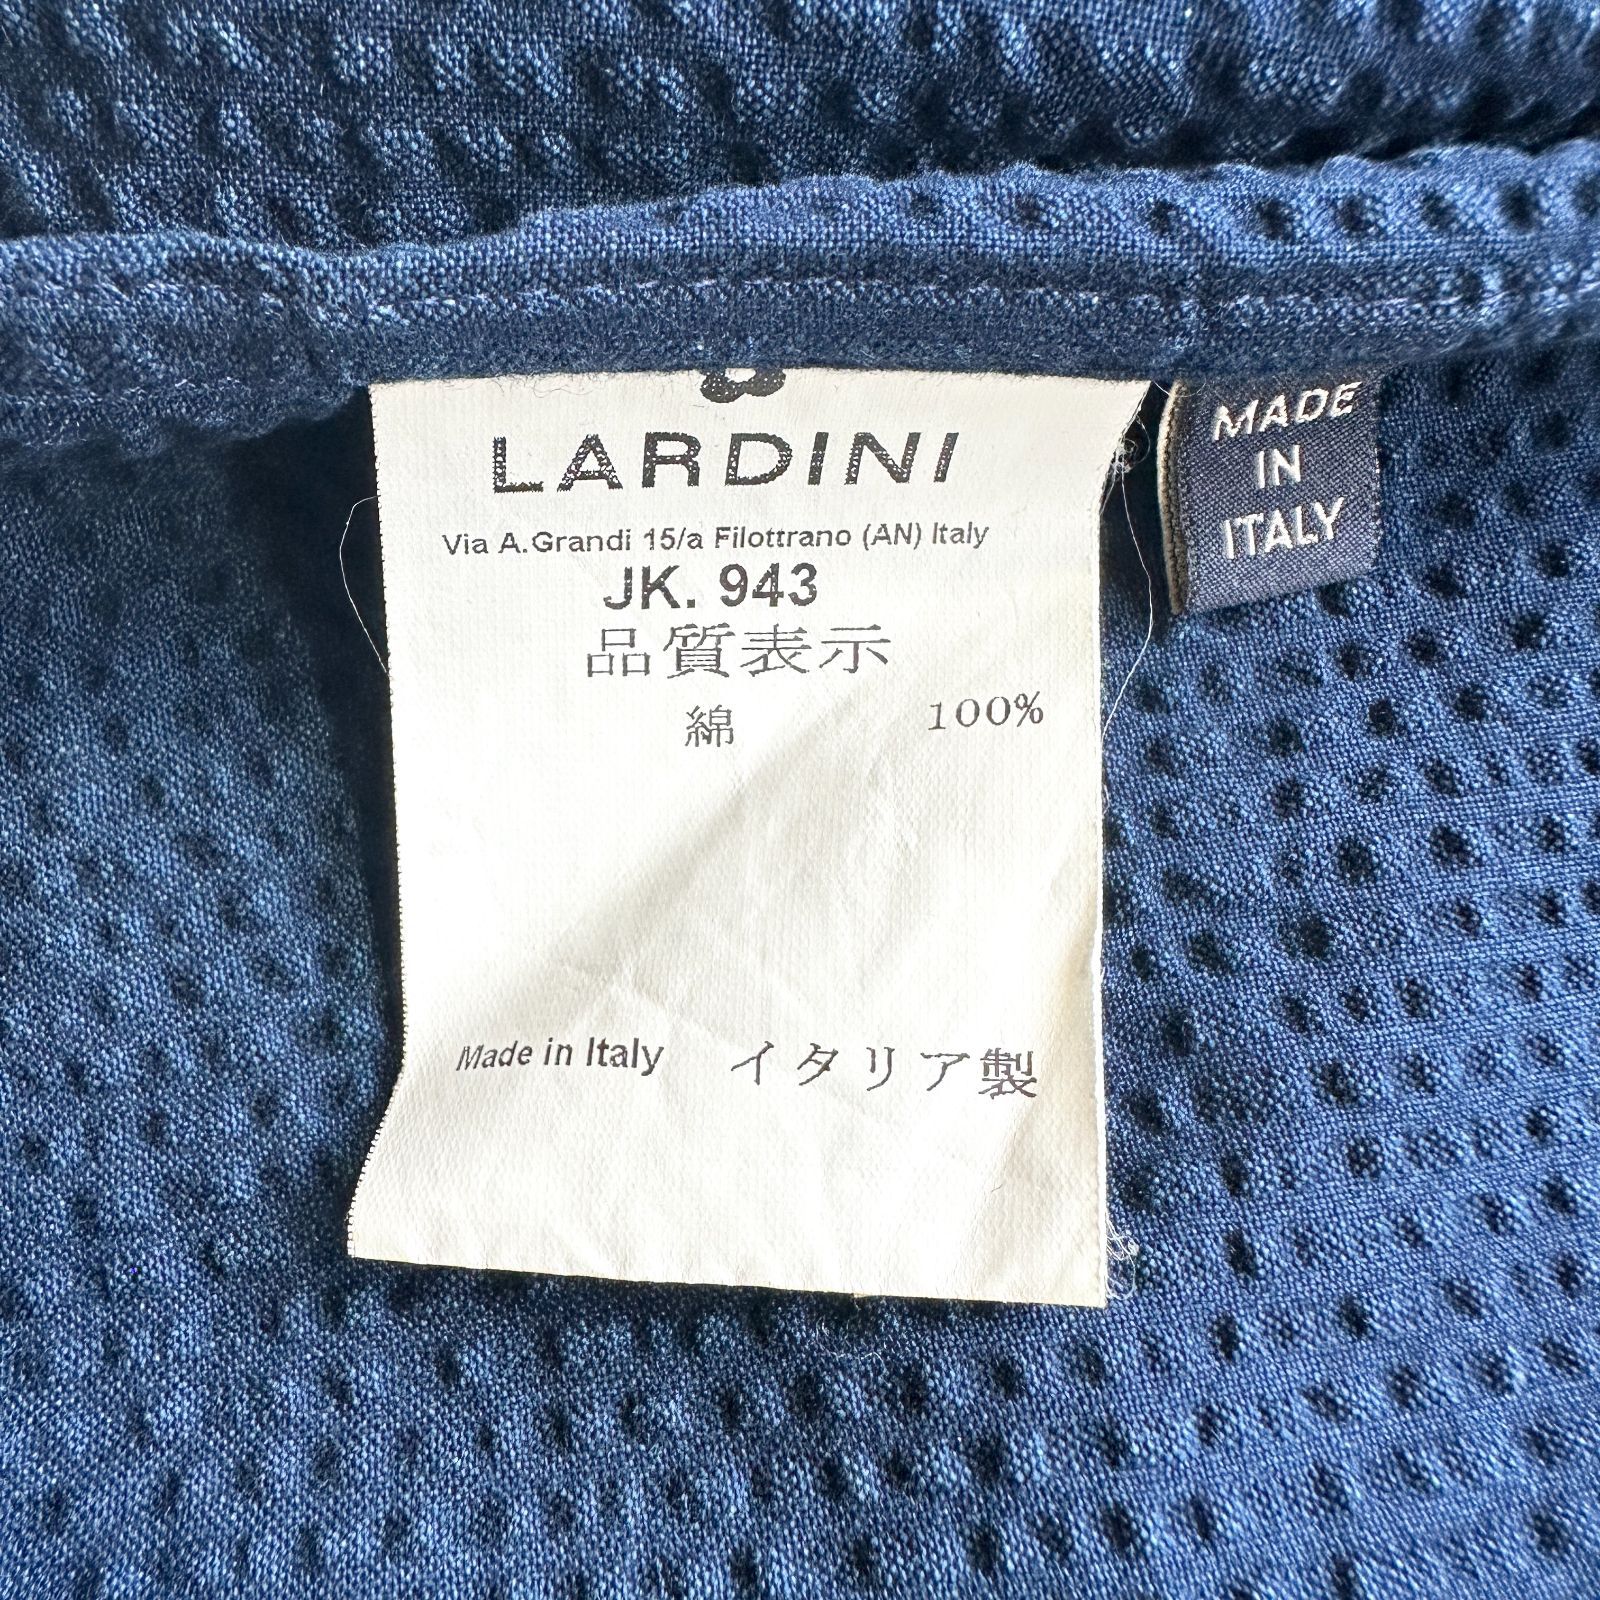 LARDINI
Via A.Grandi 15/a Filottrano (AN) Italy
JK. 943
品質表示
綿 100%
Made in Italy イタリア製
MADE
IN
ITALY